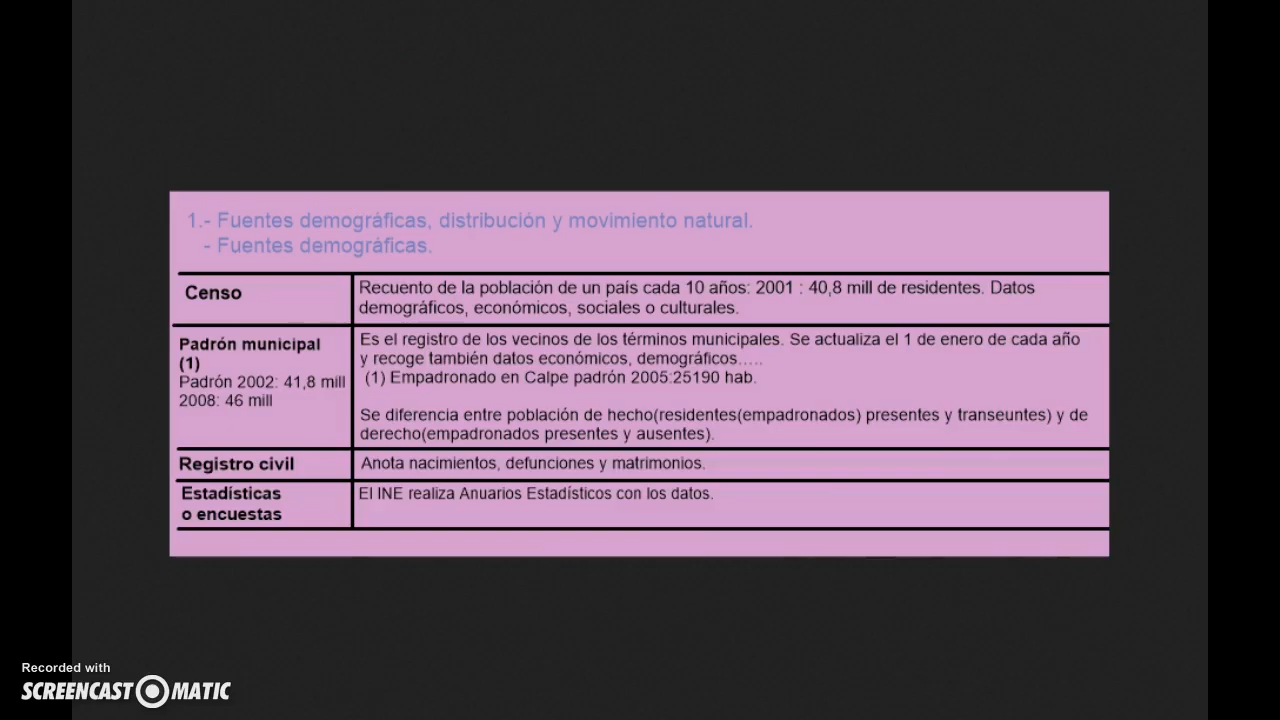 1.- Fuentes demográficas, distribución y movimiento natural.
- Fuentes demográficas.
Censo
Recuento de la población de un país cada 10 años: 2001 : 40,8 mill de residentes. Datos
demográficos, económicos, sociales o culturales.
Padrón municipal
(1)
Padrón 2002: 41,8 mill
2008: 46 mill
Es el registro de los vecinos de los términos municipales. Se actualiza el 1 de enero de cada año
y recoge también datos económicos, demográficos.....
(1) Empadronado en Calpe padrón 2005:25190 hab.
Se diferencia entre población de hecho(residentes(empadronados) presentes y transeuntes) y de
derecho(empadronados presentes y ausentes).
Registro civil
Anota nacimientos, defunciones y matrimonios.
Estadísticas
o encuestas
El INE realiza Anuarios Estadísticos con los datos.
Recorded with
SCREENCAST MATIC